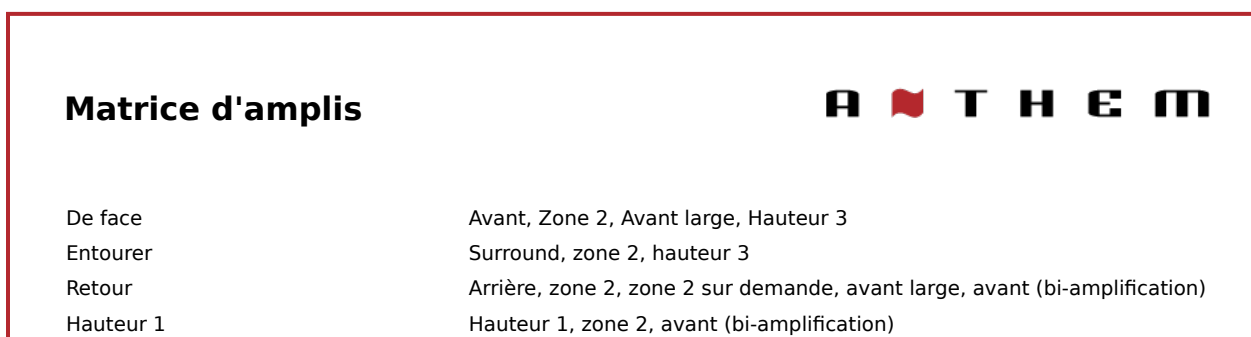 Matrice d'amplis
ANTHEM
De face Avant, Zone 2, Avant large, Hauteur 3
Entourer Surround, zone 2, hauteur 3
Retour Arrière, zone 2, zone 2 sur demande, avant large, avant (bi-amplification)
Hauteur 1 Hauteur 1, zone 2, avant (bi-amplification)